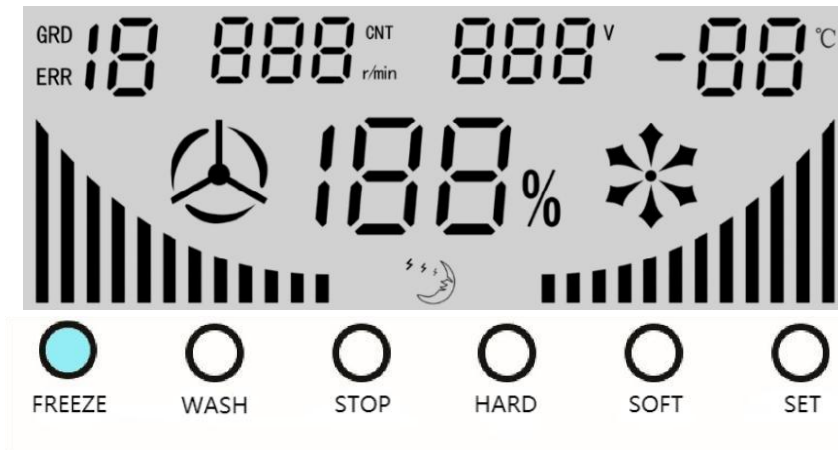 GRD 18 888 CNT 888 V -88 °C
ERR r/min
188 %
FREEZE WASH STOP HARD SOFT SET